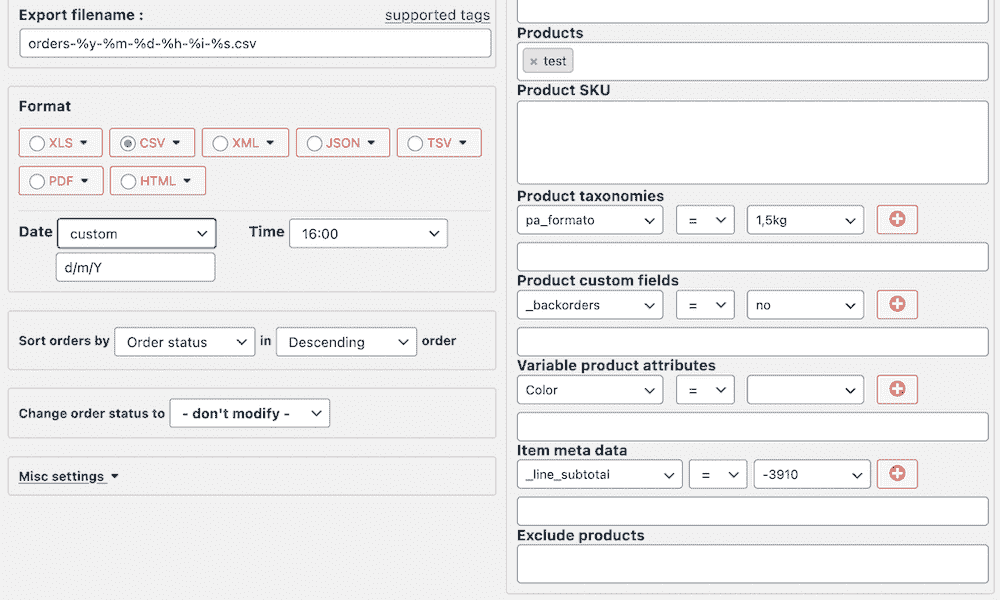 Export filename : supported tags
orders-%y-%m-%d-%h-%i-%s.csv
Format
XLS CSV XML JSON TSV
PDF HTML
Date custom Time 16:00
d/m/Y
Sort orders by Order status in Descending order
Change order status to - don't modify -
Misc settings
Products
× test
Product SKU
Product taxonomies
pa_formato = 1,5kg
Product custom fields
_backorders = no
Variable product attributes
Color =
Item meta data
_line_subtotal = -3910
Exclude products